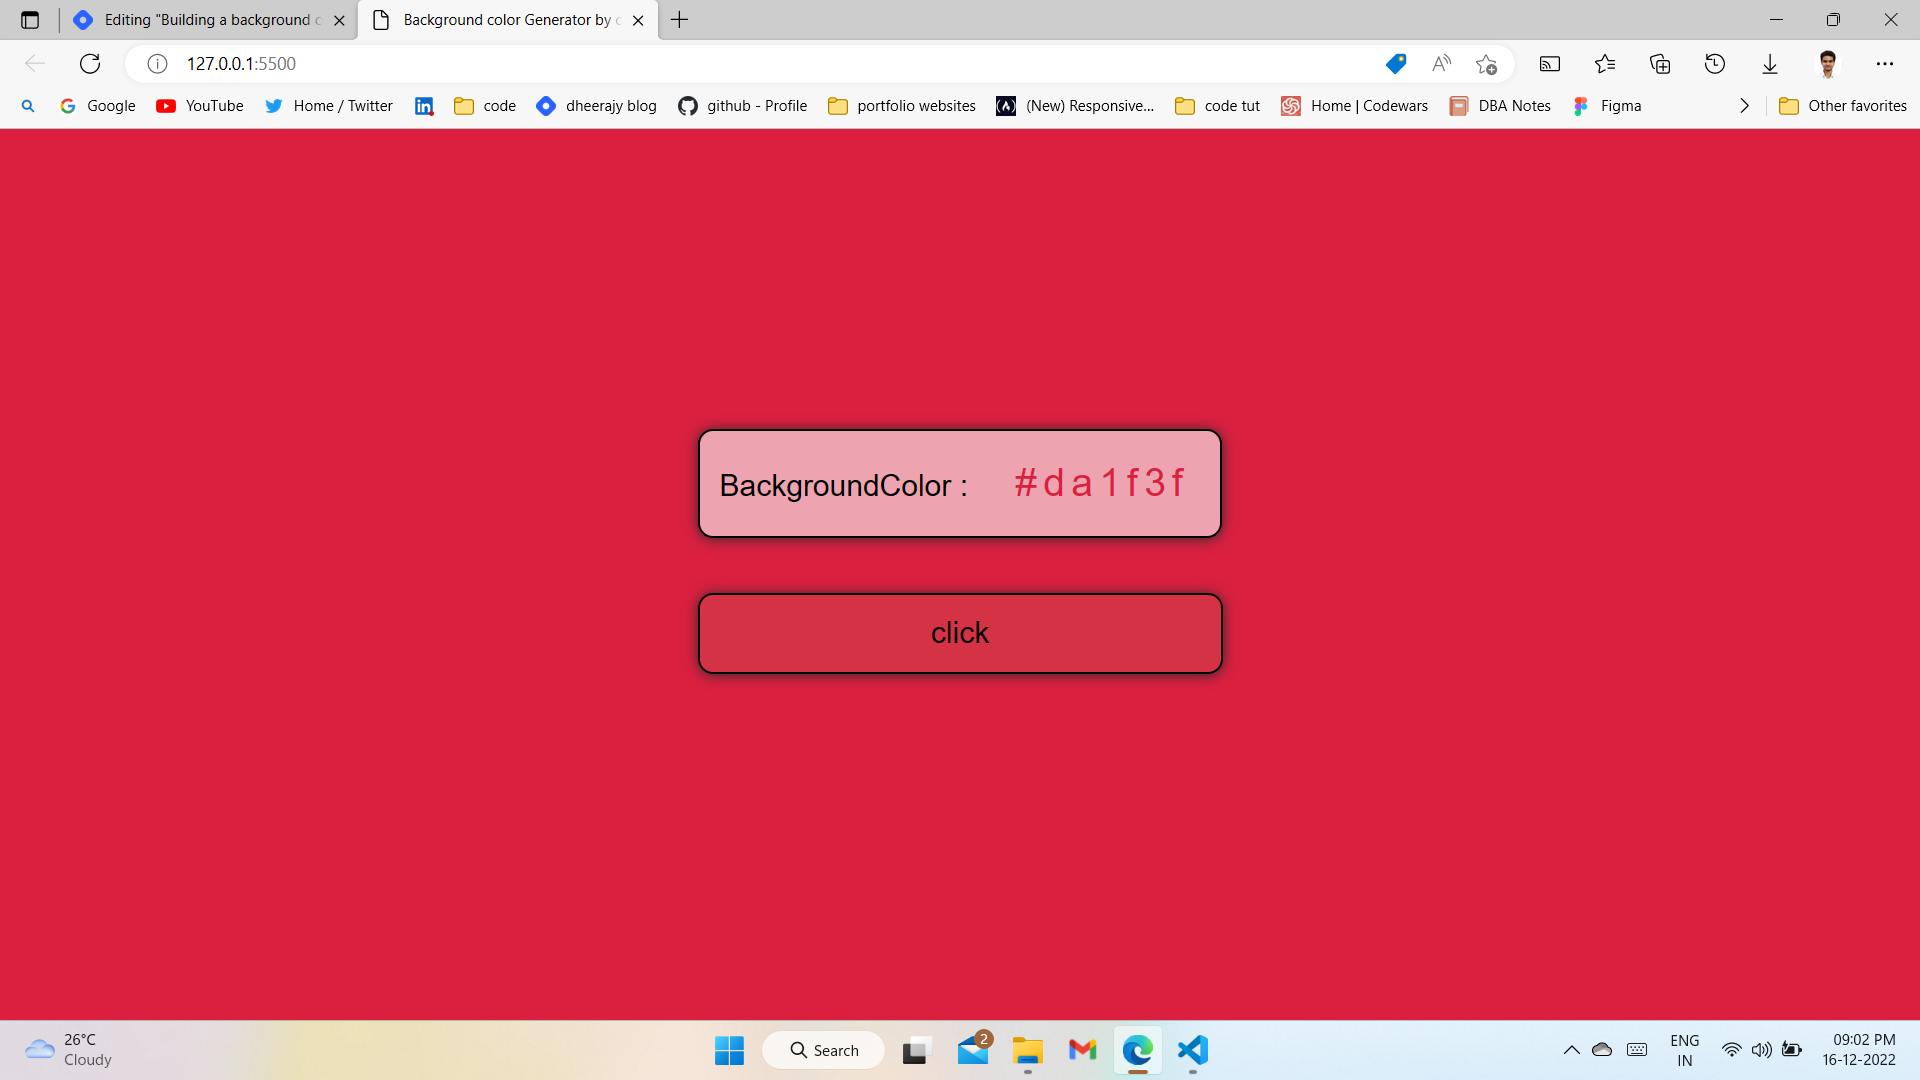 Editing "Building a background c
Background color Generator by c
127.0.0.1:5500
Google YouTube Home / Twitter code dheerajy blog github - Profile portfolio websites (New) Responsive... code tut Home | Codewars DBA Notes Figma Other favorites
BackgroundColor : #da1f3f
click
26°C
Cloudy
Search
2
ENG
IN
09:02 PM
16-12-2022